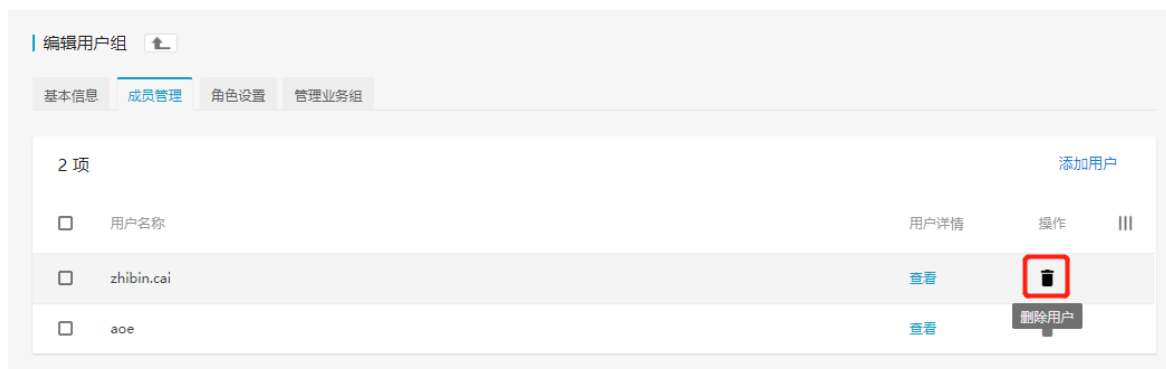 编辑用户组
基本信息 成员管理 角色设置 管理业务组
2 项 添加用户
用户名称 用户详情 操作
zhibin.cai 查看
删除用户
aoe 查看